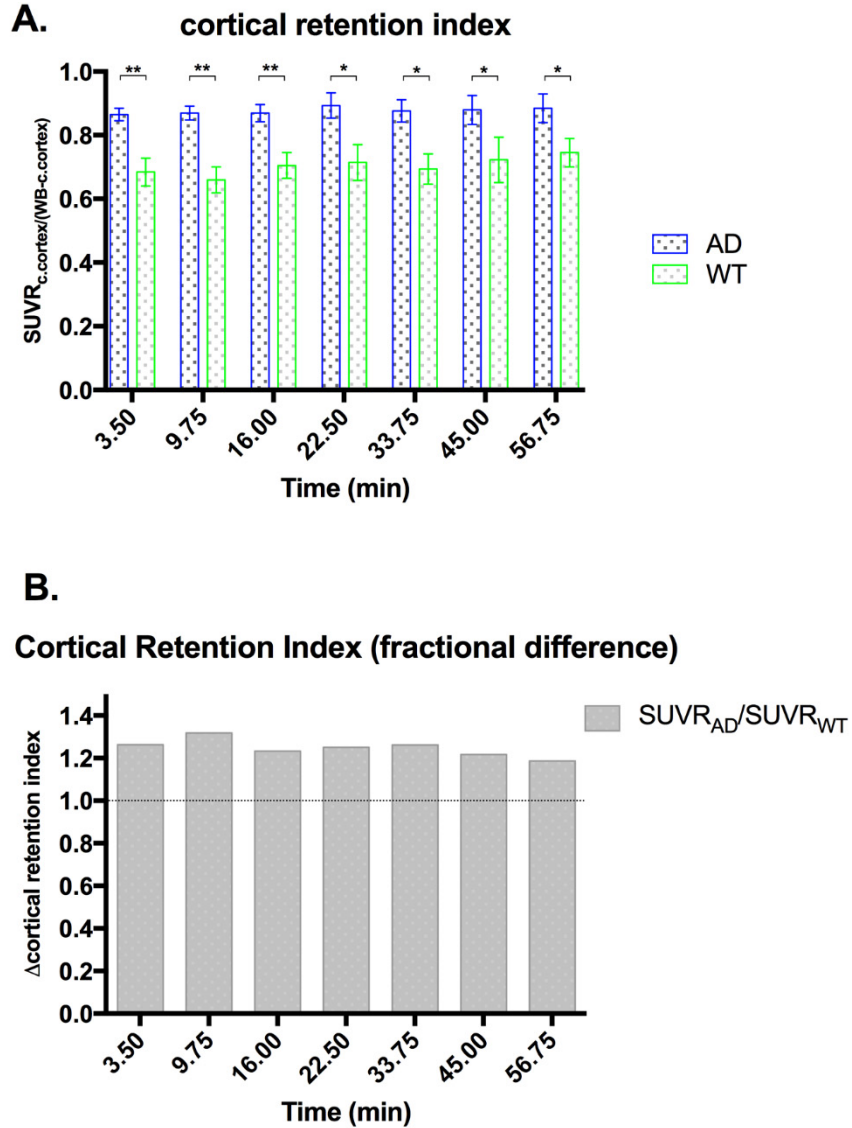 A.
cortical retention index
** ** ** * * * *
SUVRc.cortex/(WB-c.cortex)
1.0
0.8
0.6
0.4
0.2
0.0
3.50 9.75 16.00 22.50 33.75 45.00 56.75
Time (min)
AD
WT
B.
Cortical Retention Index (fractional difference)
Δcortical retention index
1.4
1.2
1.0
0.8
0.6
0.4
0.2
0.0
3.50 9.75 16.00 22.50 33.75 45.00 56.75
Time (min)
SUVRAD/SUVRWT